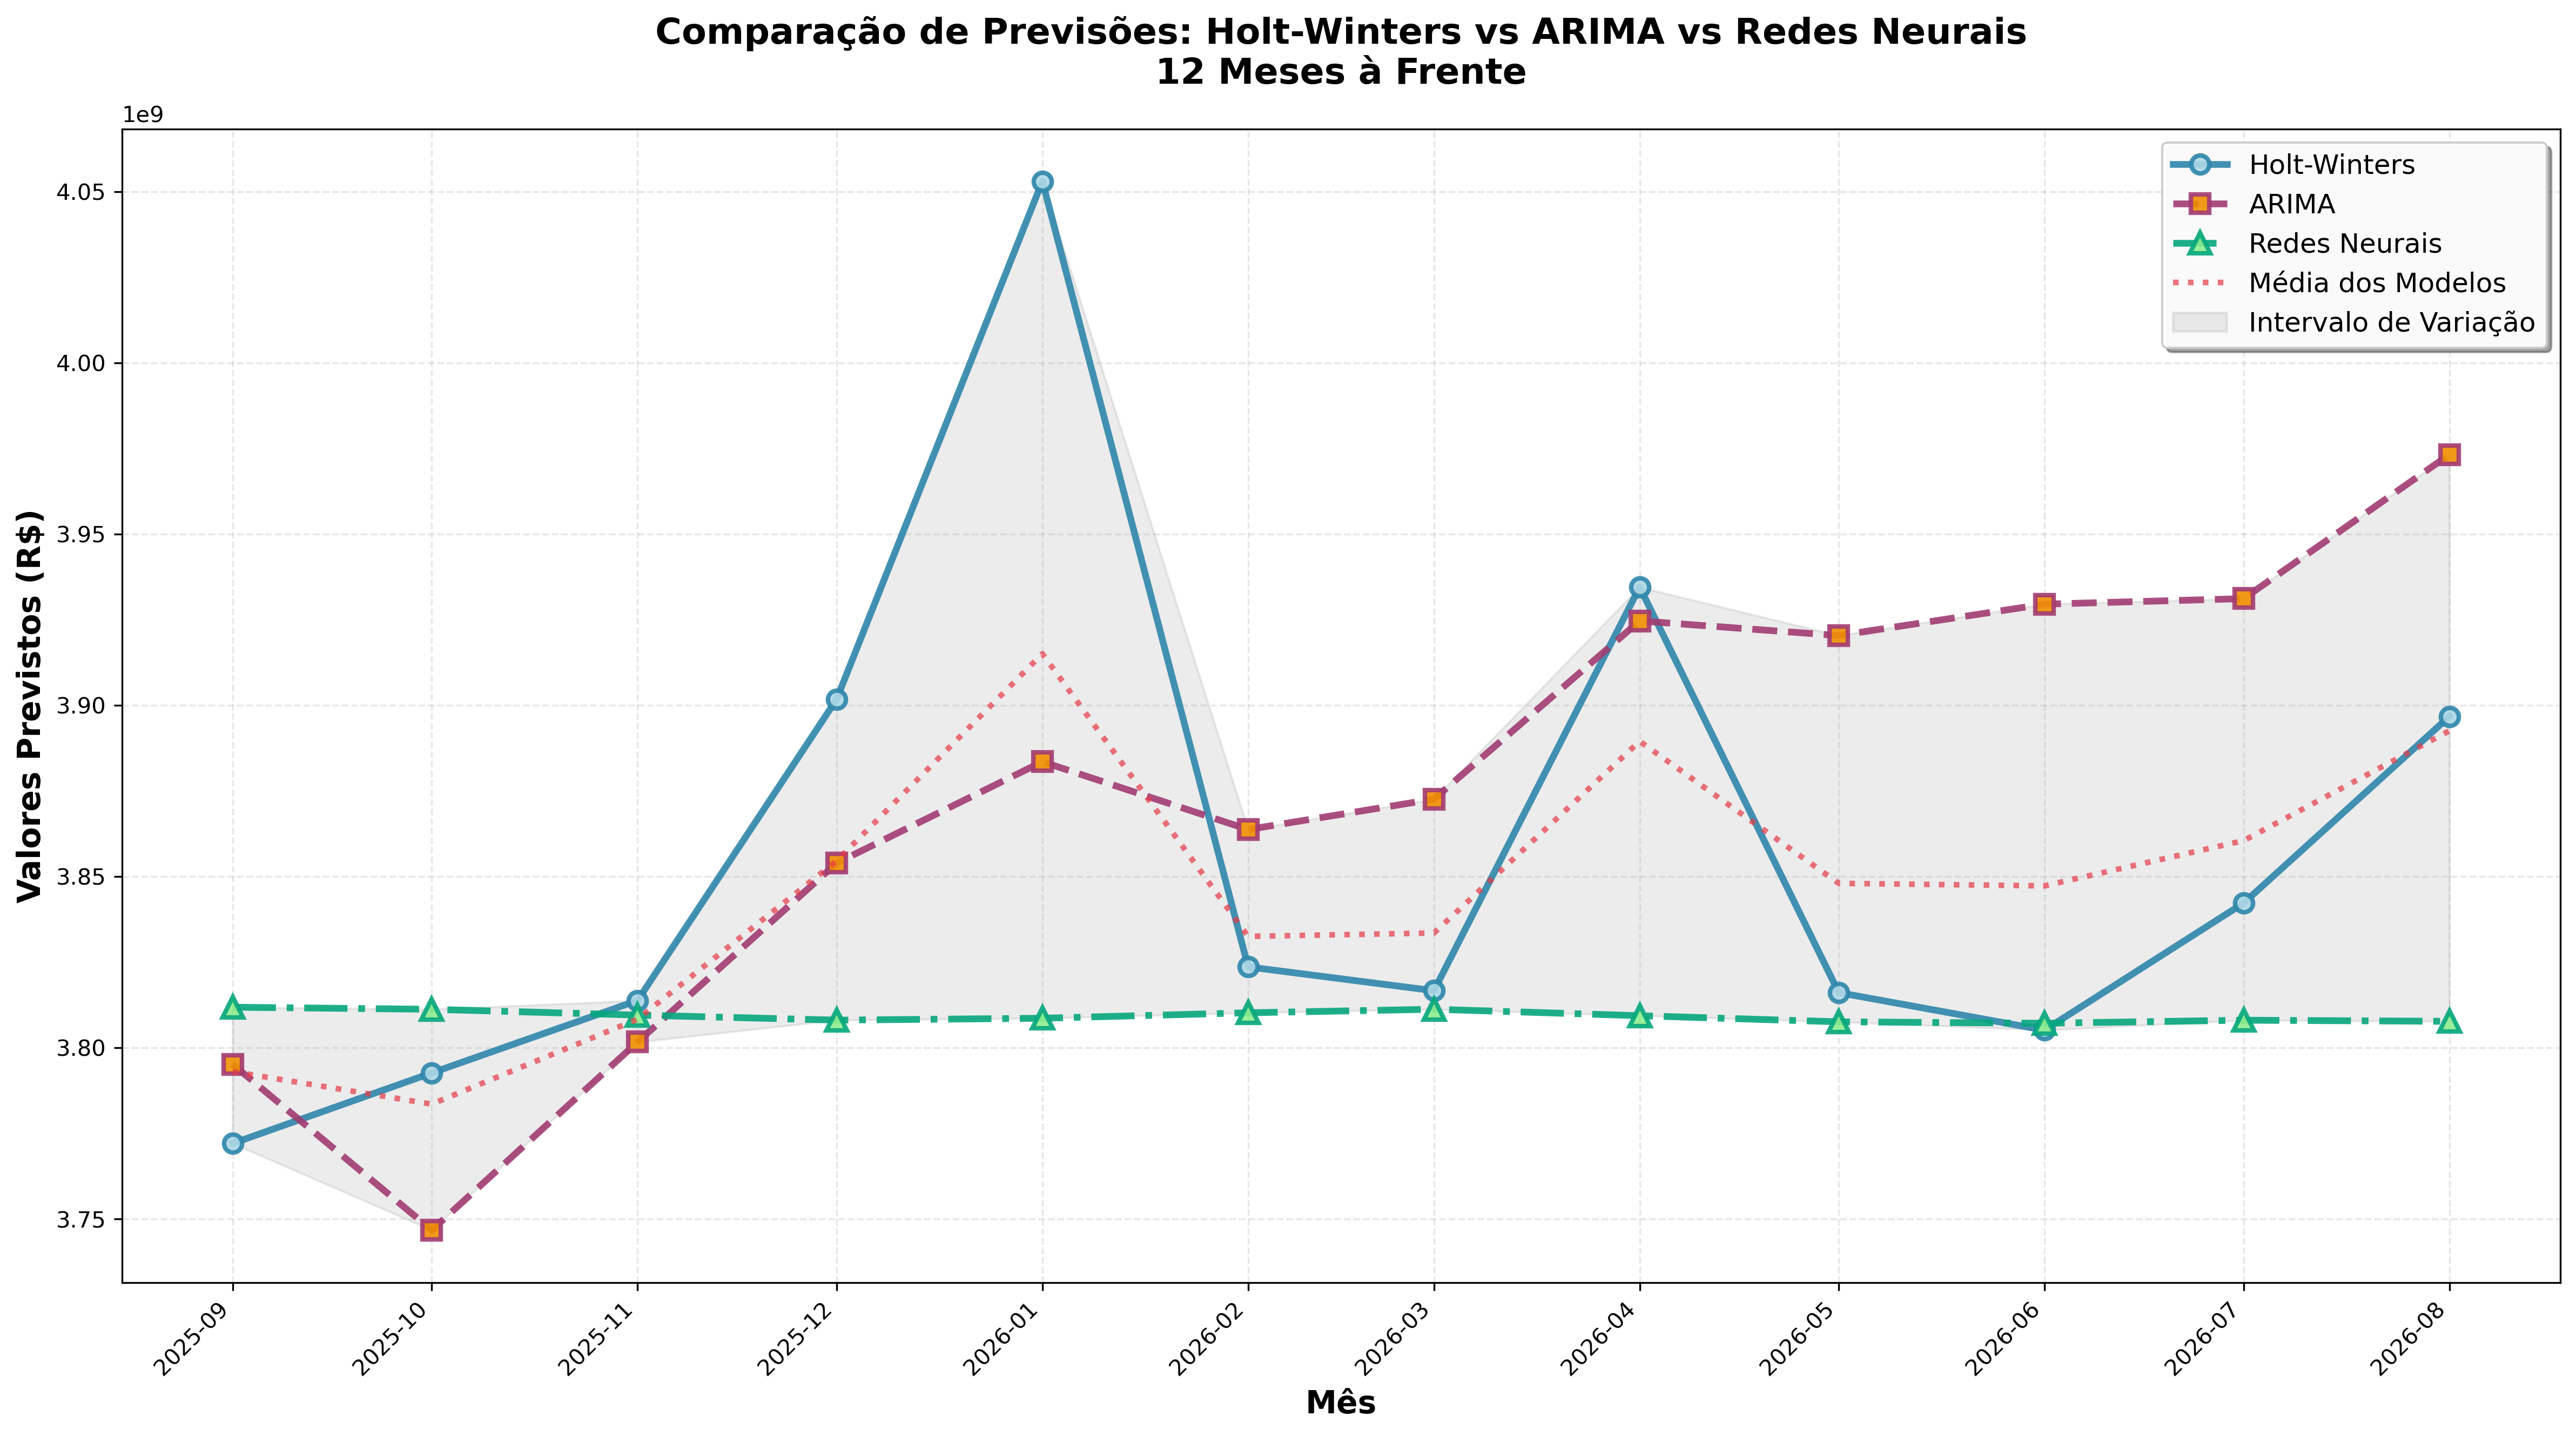 Comparação de Previsões: Holt-Winters vs ARIMA vs Redes Neurais
12 Meses à Frente
1e9
Holt-Winters
ARIMA
Redes Neurais
Média dos Modelos
Intervalo de Variação
Valores Previstos (R$)
4.05
4.00
3.95
3.90
3.85
3.80
3.75
2025-09
2025-10
2025-11
2025-12
2026-01
2026-02
2026-03
2026-04
2026-05
2026-06
2026-07
2026-08
Mês